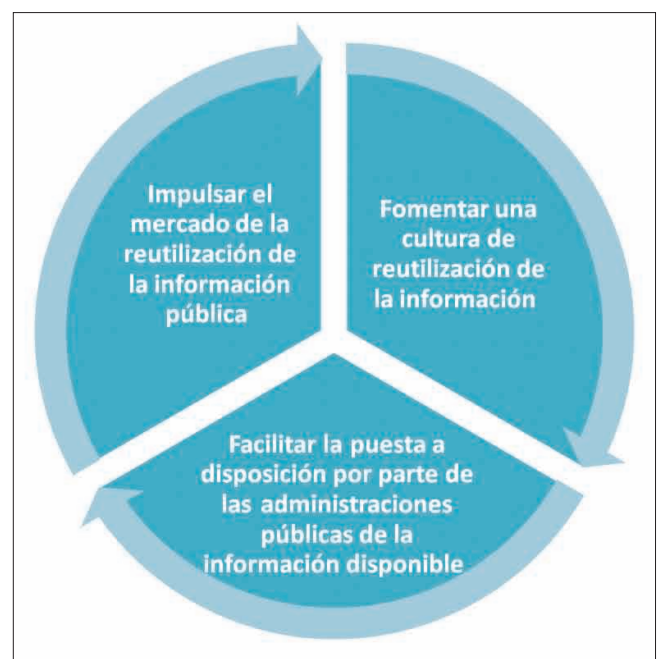 Impulsar el
mercado de la
reutilización de
la información
pública
Fomentar una
cultura de
reutilización de
la información
Facilitar la puesta a
disposición por parte de
las administraciones
públicas de la
información disponible